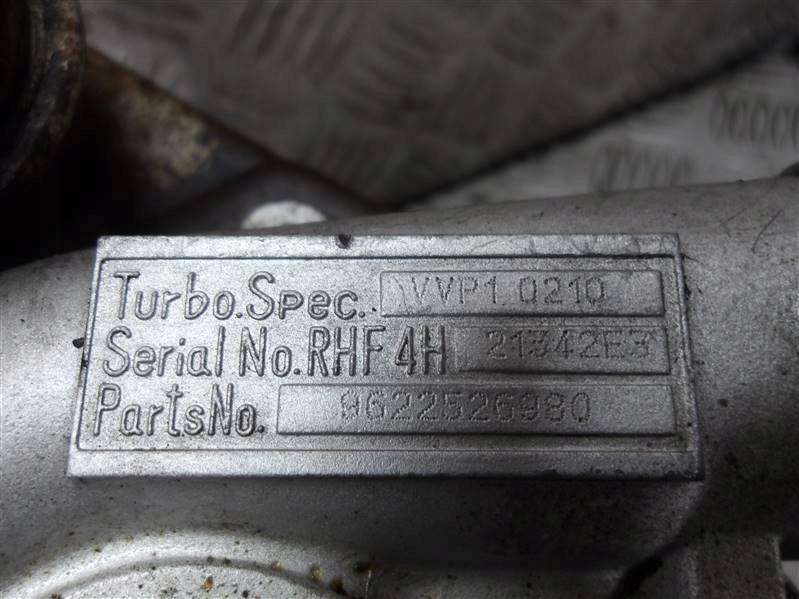 Turbo.Spec. VVP1 0210
Serial No.RHF4H 21342E3
PartsNo. 9622526980